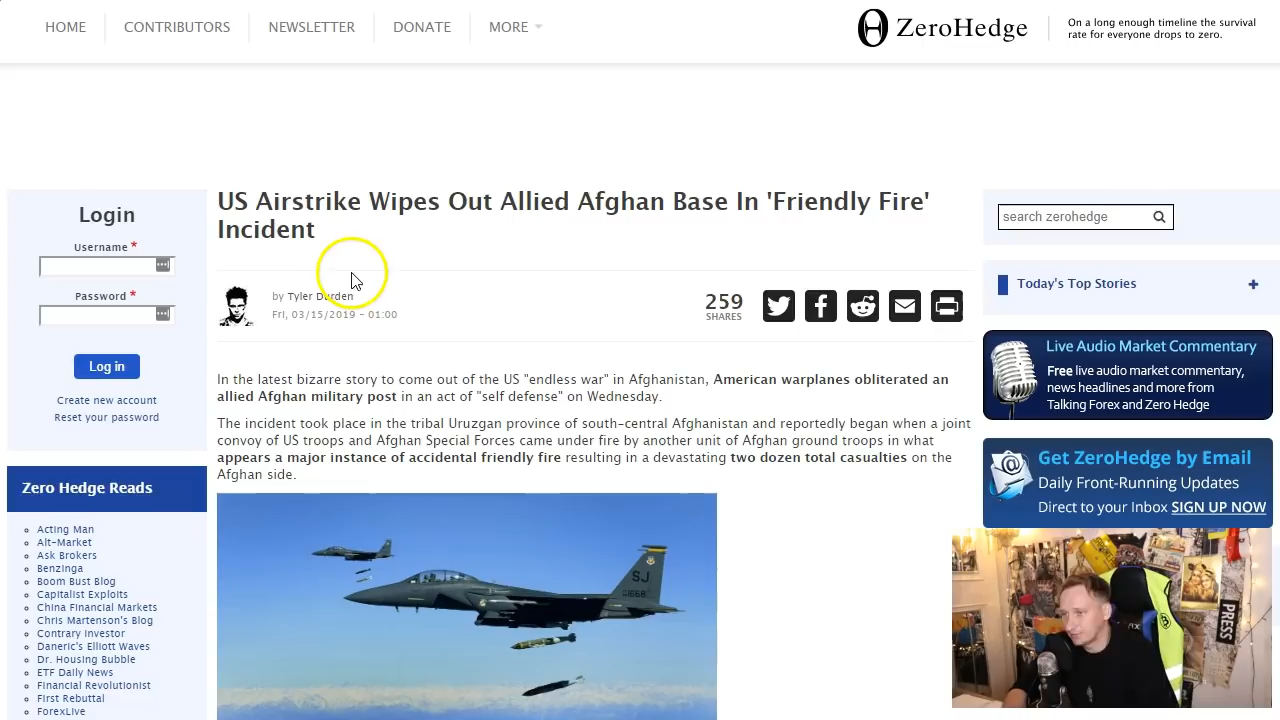 HOME
CONTRIBUTORS
NEWSLETTER
DONATE
MORE
ZeroHedge
On a long enough timeline the survival
rate for everyone drops to zero.
Login
Username *
Password *
Log in
Create new account
Reset your password
Zero Hedge Reads
Acting Man
Alt-Market
Ask Brokers
Benzinga
Boom Bust Blog
Capitalist Exploits
China Financial Markets
Chris Martenson's Blog
Contrary Investor
Daneric's Elliott Waves
Dr. Housing Bubble
ETF Daily News
Financial Revolutionist
First Rebuttal
ForexLive
US Airstrike Wipes Out Allied Afghan Base In 'Friendly Fire'
Incident
by Tyler Durden
Fri, 03/15/2019 - 01:00
259
SHARES
In the latest bizarre story to come out of the US "endless war" in Afghanistan, American warplanes obliterated an
allied Afghan military post in an act of "self defense" on Wednesday.
The incident took place in the tribal Uruzgan province of south-central Afghanistan and reportedly began when a joint
convoy of US troops and Afghan Special Forces came under fire by another unit of Afghan ground troops in what
appears a major instance of accidental friendly fire resulting in a devastating two dozen total casualties on the
Afghan side.
SJ
search zerohedge
Today's Top Stories
+
Live Audio Market Commentary
Free live audio market commentary,
news headlines and more from
Talking Forex and Zero Hedge
Get ZeroHedge by Email
Daily Front-Running Updates
Direct to your Inbox SIGN UP NOW
PRESS